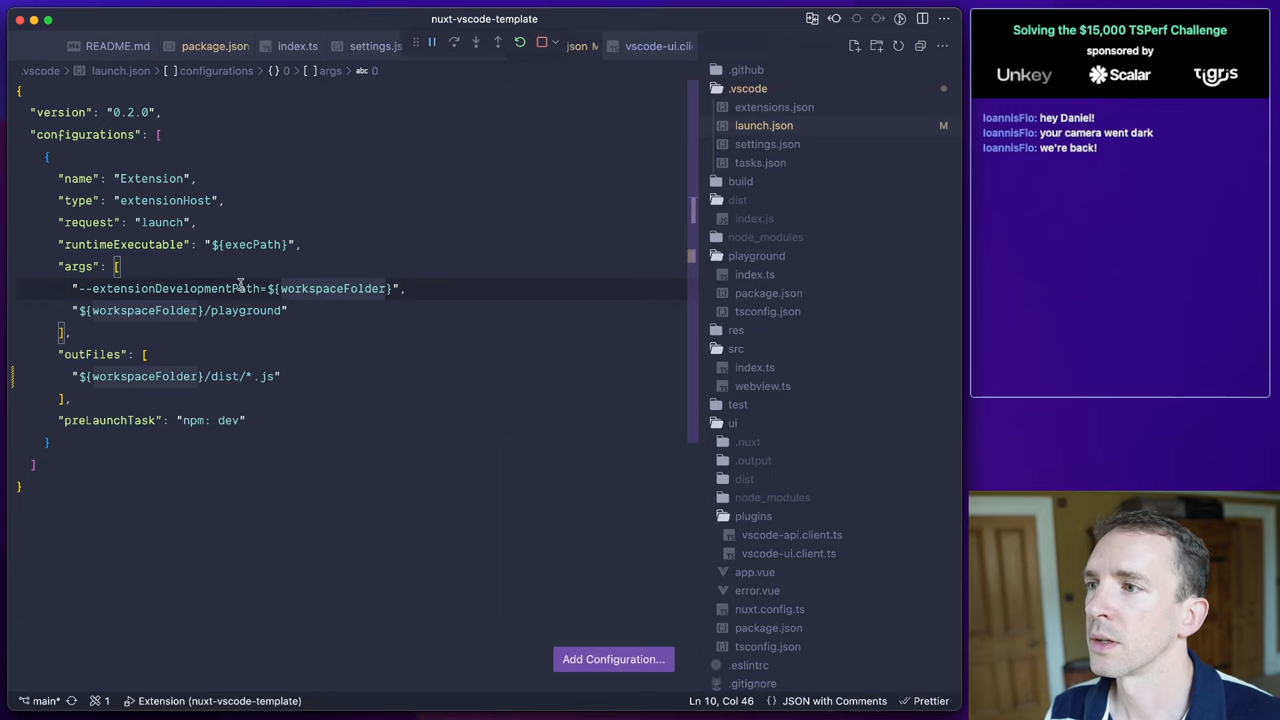 nuxt-vscode-template
README.md
package.json
index.ts
settings.js
json M
vscode-ui.clie
.vscode
launch.json
[ ] configurations
{ } 0
[ ] args
abc 0
{
"version": "0.2.0",
"configurations": [
{
"name": "Extension",
"type": "extensionHost",
"request": "launch",
"runtimeExecutable": "${execPath}",
"args": [
"--extensionDevelopmentPath=${workspaceFolder}",
"${workspaceFolder}/playground"
],
"outFiles": [
"${workspaceFolder}/dist/*.js"
],
"preLaunchTask": "npm: dev"
}
]
}
Add Configuration...
.github
.vscode
extensions.json
launch.json M
settings.json
tasks.json
build
dist
index.js
node_modules
playground
index.ts
package.json
tsconfig.json
res
src
index.ts
webview.ts
test
ui
.nuxt
.output
dist
node_modules
plugins
vscode-api.client.ts
vscode-ui.client.ts
app.vue
error.vue
nuxt.config.ts
package.json
tsconfig.json
.eslintrc
.gitignore
main*
1
Extension (nuxt-vscode-template)
Ln 10, Col 46
{ } JSON with Comments
Prettier
Solving the $15,000 TSPerf Challenge
sponsored by
Unkey
Scalar
tigris
IoannisFlo: hey Daniel!
IoannisFlo: your camera went dark
IoannisFlo: we're back!